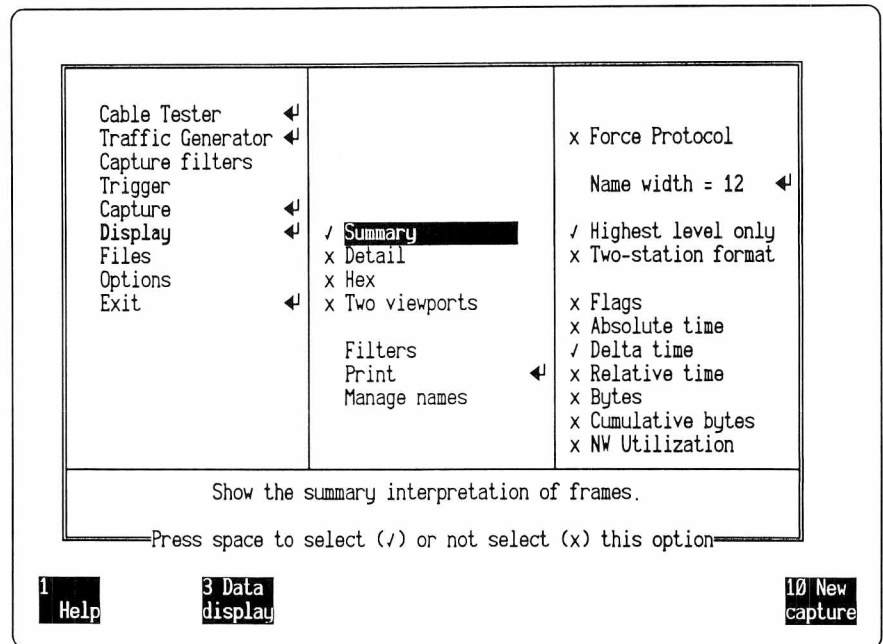 Cable Tester ↵
Traffic Generator ↵
Capture filters
Trigger
Capture ↵
Display ↵
Files
Options
Exit ↵
√ Summary
x Detail
x Hex
x Two viewports
Filters
Print ↵
Manage names
x Force Protocol
Name width = 12 ↵
√ Highest level only
x Two-station format
x Flags
x Absolute time
√ Delta time
x Relative time
x Bytes
x Cumulative bytes
x NW Utilization
Show the summary interpretation of frames.
Press space to select (√) or not select (x) this option
1 Help
3 Data display
10 New capture